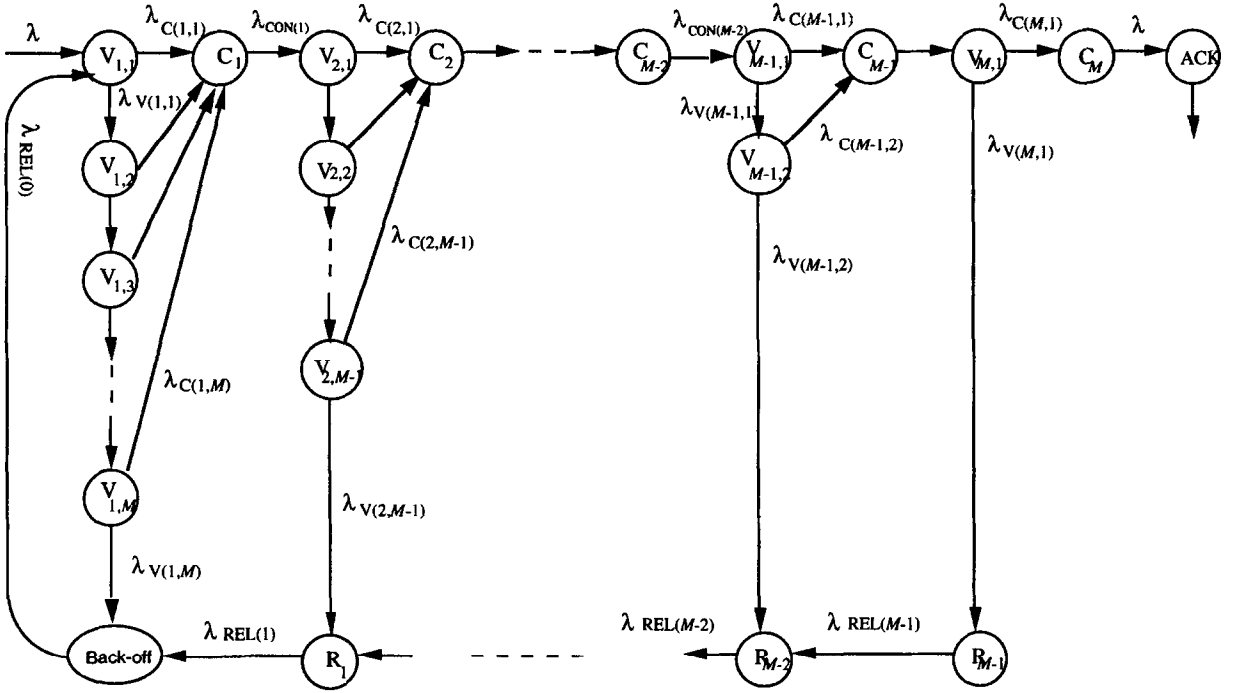 λ
V1,1
λC(1,1)
C1
λCON(1)
V2,1
λC(2,1)
C2
CM-2
λCON(M-2)
VM-1,1
λC(M-1,1)
CM-1
VM,1
λC(M,1)
CM
λ
ACK
λREL(0)
λV(1,1)
V1,2
V2,2
λV(M-1,1)
VM-1,2
λC(M-1,2)
λV(M,1)
V1,3
λC(2,M-1)
λV(M-1,2)
V2,M-1
λC(1,M)
V1,M
λV(2,M-1)
λV(1,M)
Back-off
λREL(1)
R1
λREL(M-2)
RM-2
λREL(M-1)
RM-1